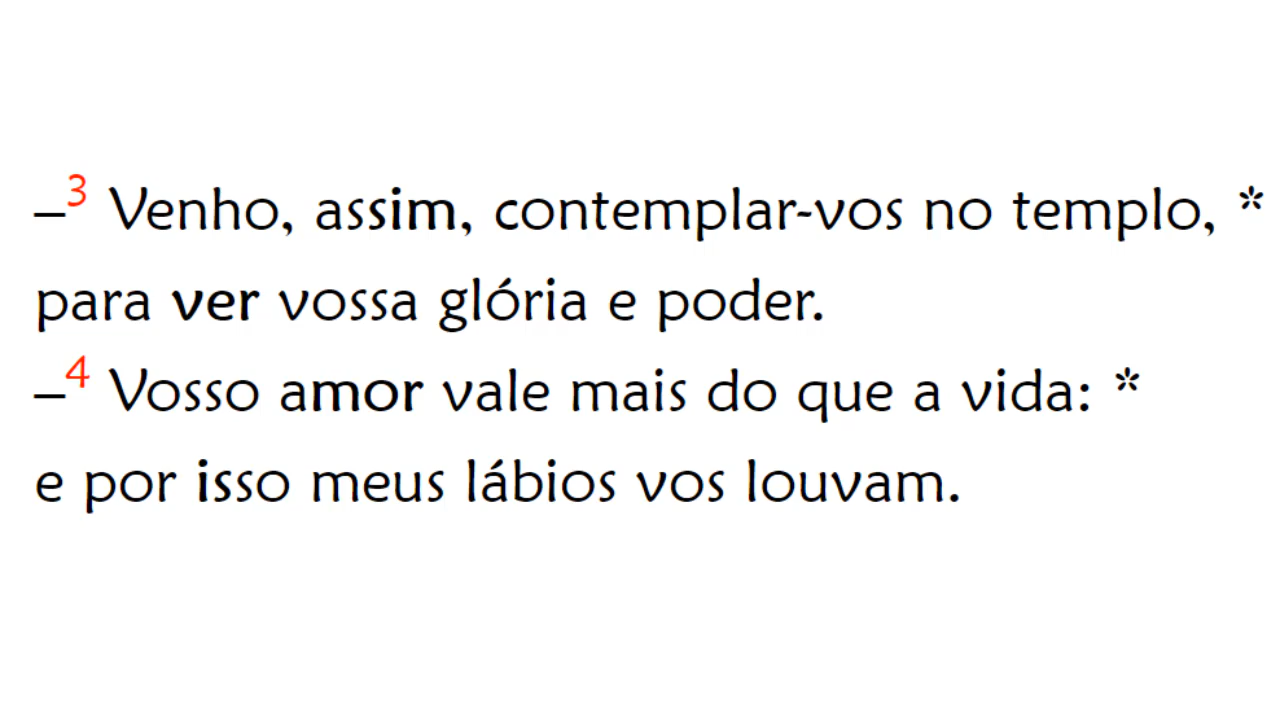 –3 Venho, assim, contemplar-vos no templo, *
para ver vossa glória e poder.
–4 Vosso amor vale mais do que a vida: *
e por isso meus lábios vos louvam.